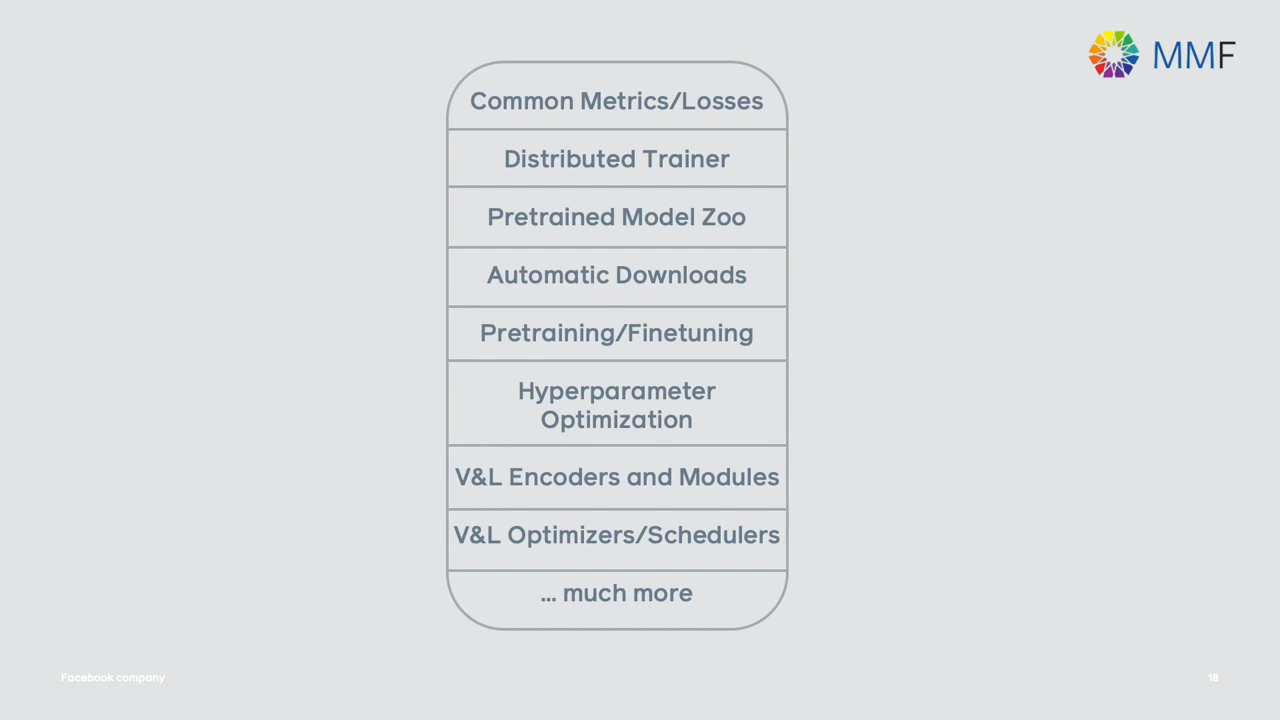 MMF
Common Metrics/Losses
Distributed Trainer
Pretrained Model Zoo
Automatic Downloads
Pretraining/Finetuning
Hyperparameter
Optimization
V&L Encoders and Modules
V&L Optimizers/Schedulers
... much more
Facebook company
18